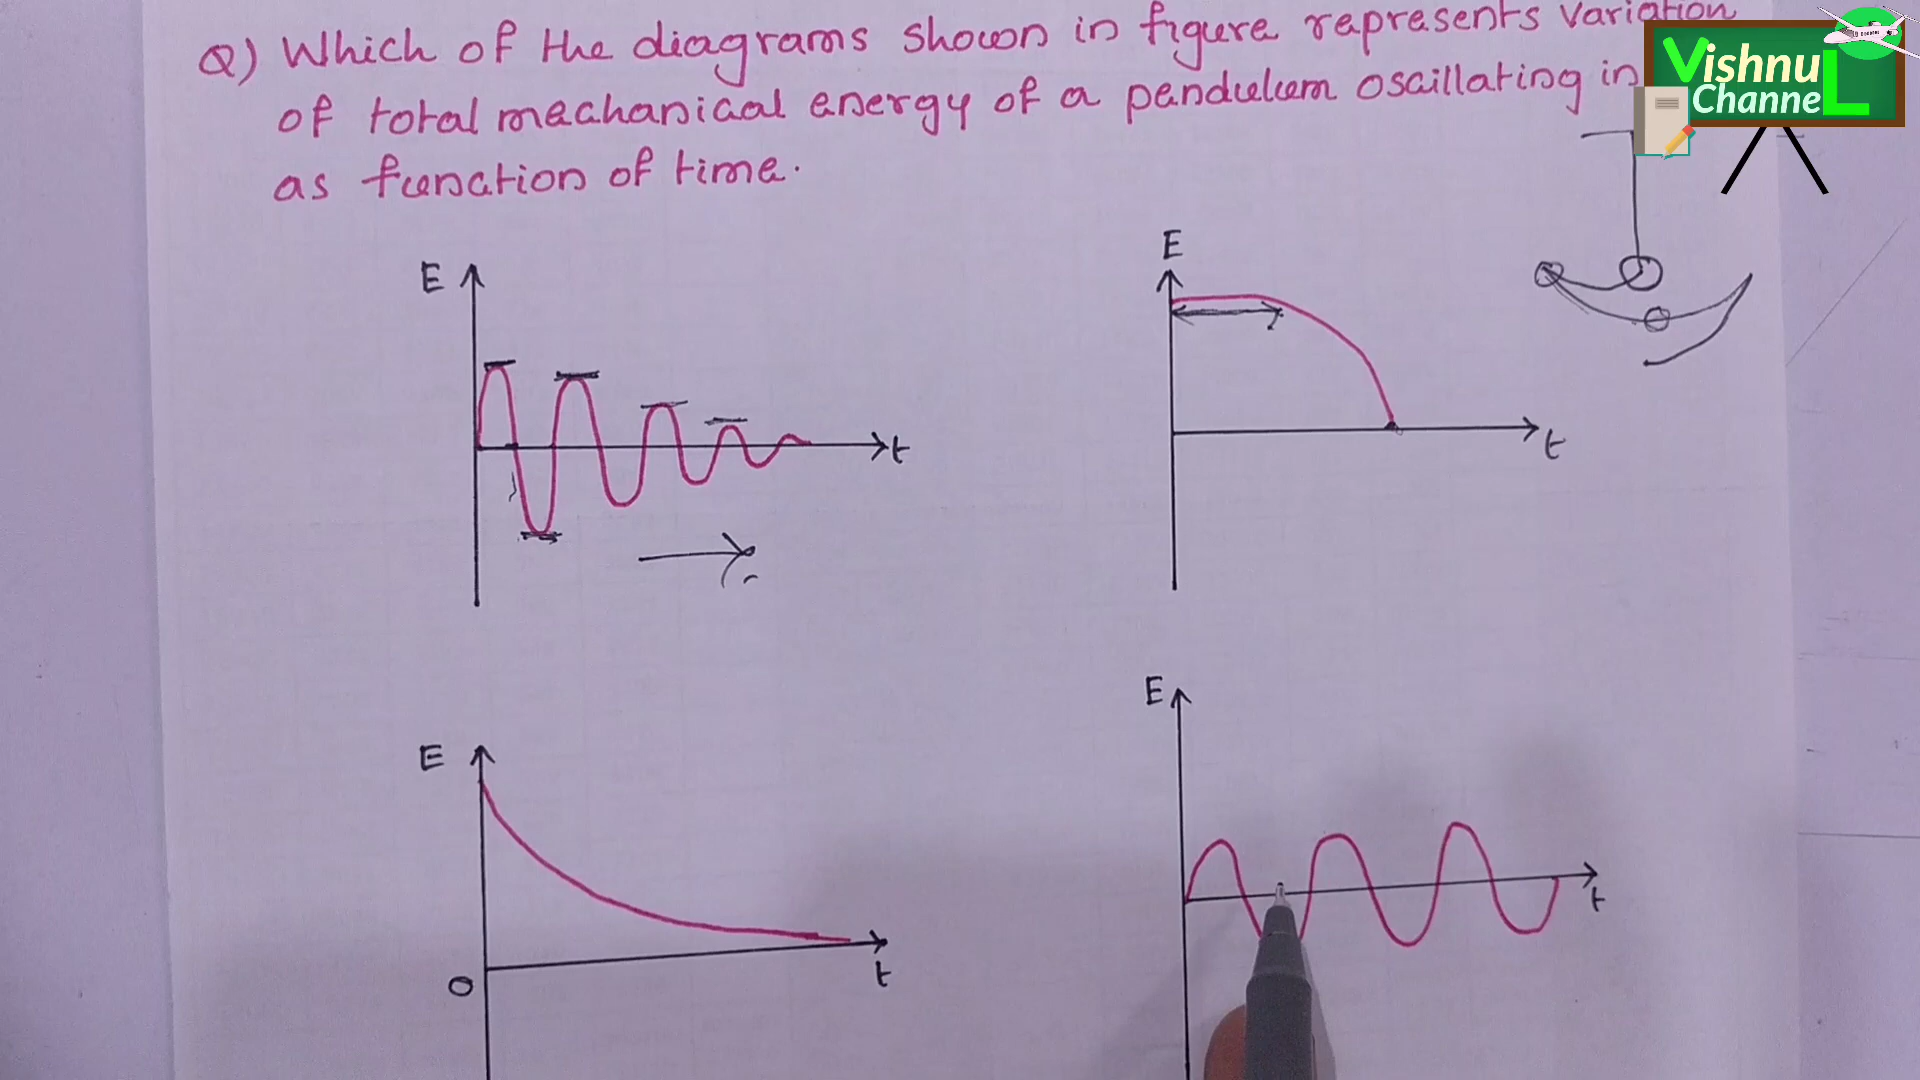 Q) Which of the diagrams shown in figure represents variation
of total mechanical energy of a pendulum oscillating in
as function of time.
Vishnu
ChanneL
E
t
E
t
E
t
O
E
t